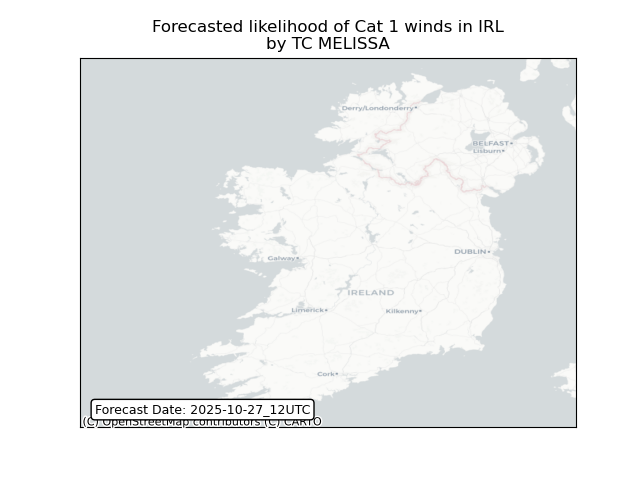 Forecasted likelihood of Cat 1 winds in IRL
by TC MELISSA
Derry/Londonderry
BELFAST
Lisburn
Galway
DUBLIN
IRELAND
Limerick
Kilkenny
Cork
Forecast Date: 2025-10-27_12UTC
(C) OpenStreetMap contributors (C) CARTO